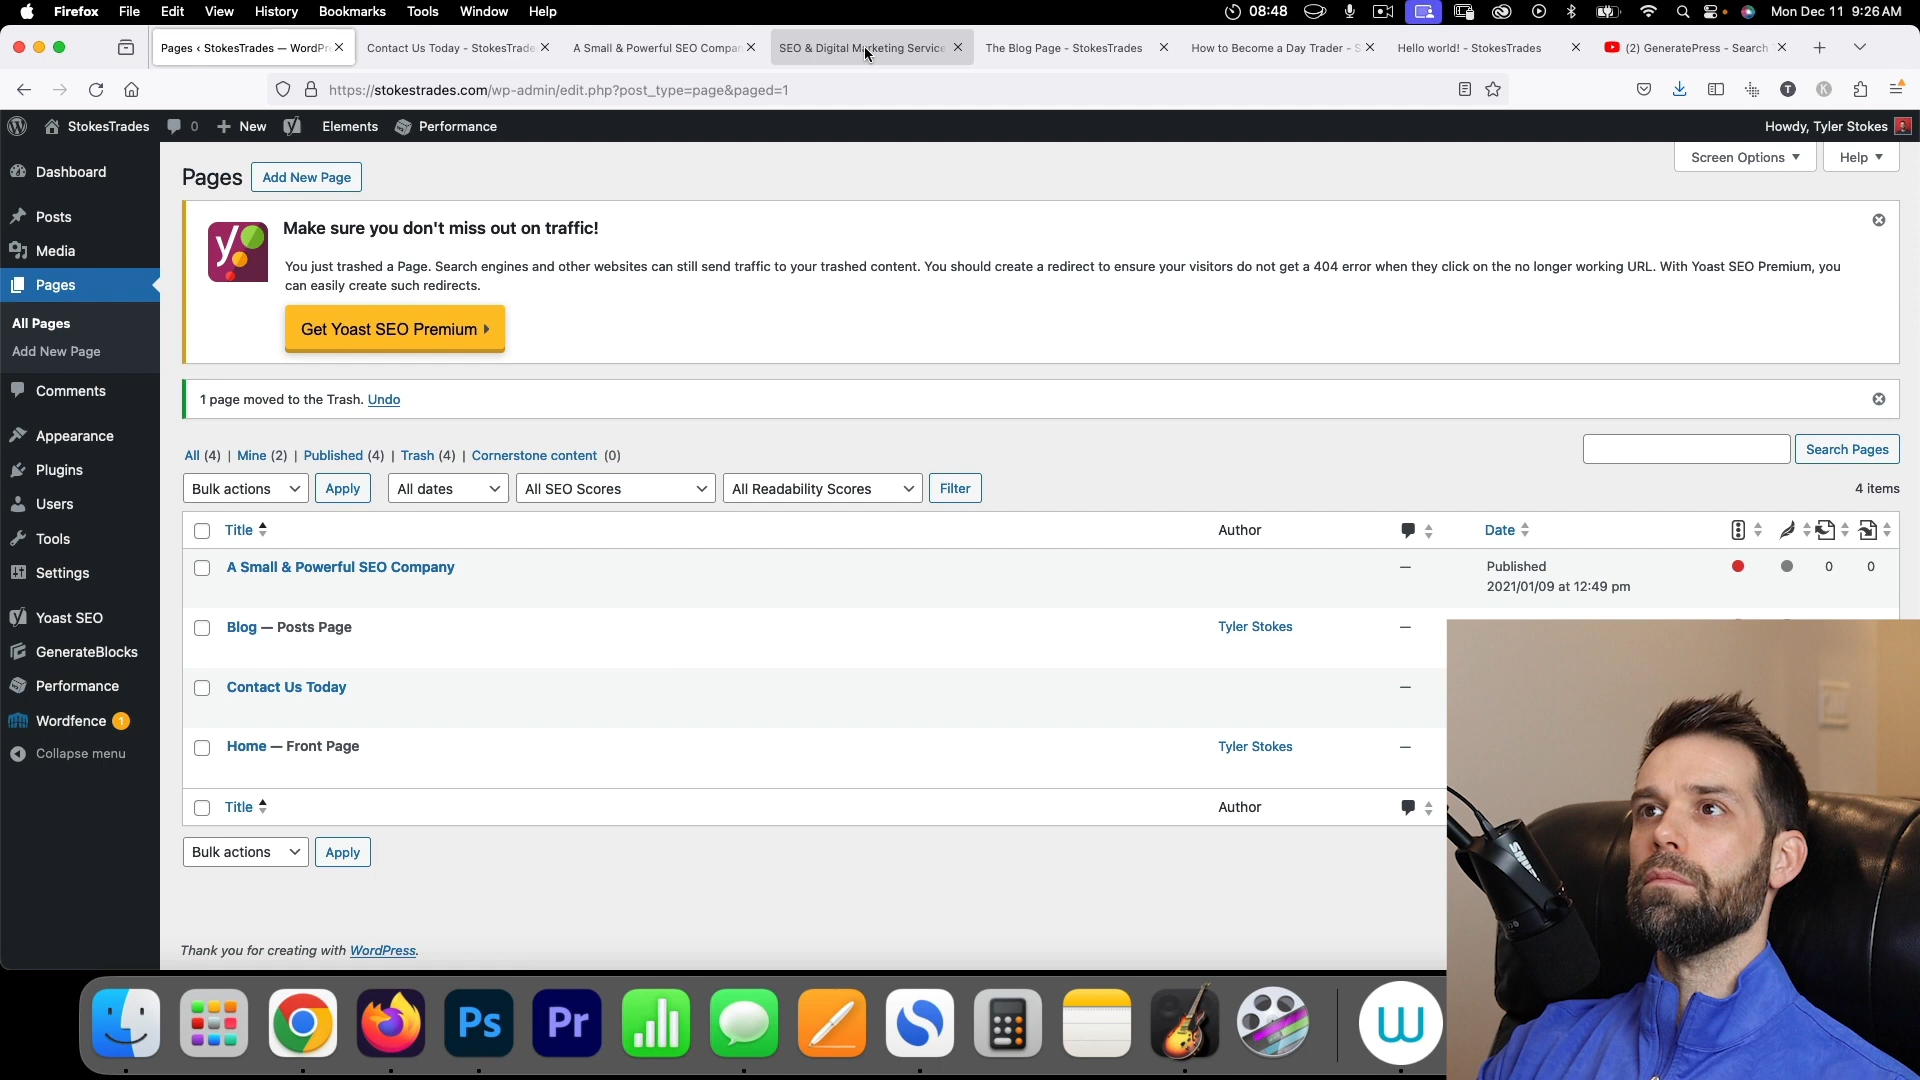 Firefox File Edit View History Bookmarks Tools Window Help 08:48 Mon Dec 11 9:26 AM
Pages ‹ StokesTrades — WordPr Contact Us Today - StokesTrade A Small & Powerful SEO Compan SEO & Digital Marketing Service The Blog Page - StokesTrades How to Become a Day Trader - S Hello world! - StokesTrades (2) GeneratePress - Search
https://stokestrades.com/wp-admin/edit.php?post_type=page&paged=1
StokesTrades 0 New Elements Performance Howdy, Tyler Stokes
Screen Options Help
Pages Add New Page
Dashboard
Posts
Media
Pages
All Pages
Add New Page
Comments
Appearance
Plugins
Users
Tools
Settings
Yoast SEO
GenerateBlocks
Performance
Wordfence 1
Collapse menu
Make sure you don't miss out on traffic!
You just trashed a Page. Search engines and other websites can still send traffic to your trashed content. You should create a redirect to ensure your visitors do not get a 404 error when they click on the no longer working URL. With Yoast SEO Premium, you
can easily create such redirects.
Get Yoast SEO Premium
1 page moved to the Trash. Undo
All (4) | Mine (2) | Published (4) | Trash (4) | Cornerstone content (0)
Search Pages
Bulk actions Apply All dates All SEO Scores All Readability Scores Filter 4 items
Title Author Date
A Small & Powerful SEO Company — Published 0 0
2021/01/09 at 12:49 pm
Blog — Posts Page Tyler Stokes —
Contact Us Today —
Home — Front Page Tyler Stokes —
Title Author
Bulk actions Apply
Thank you for creating with WordPress.
Ps Pr W
SHURE